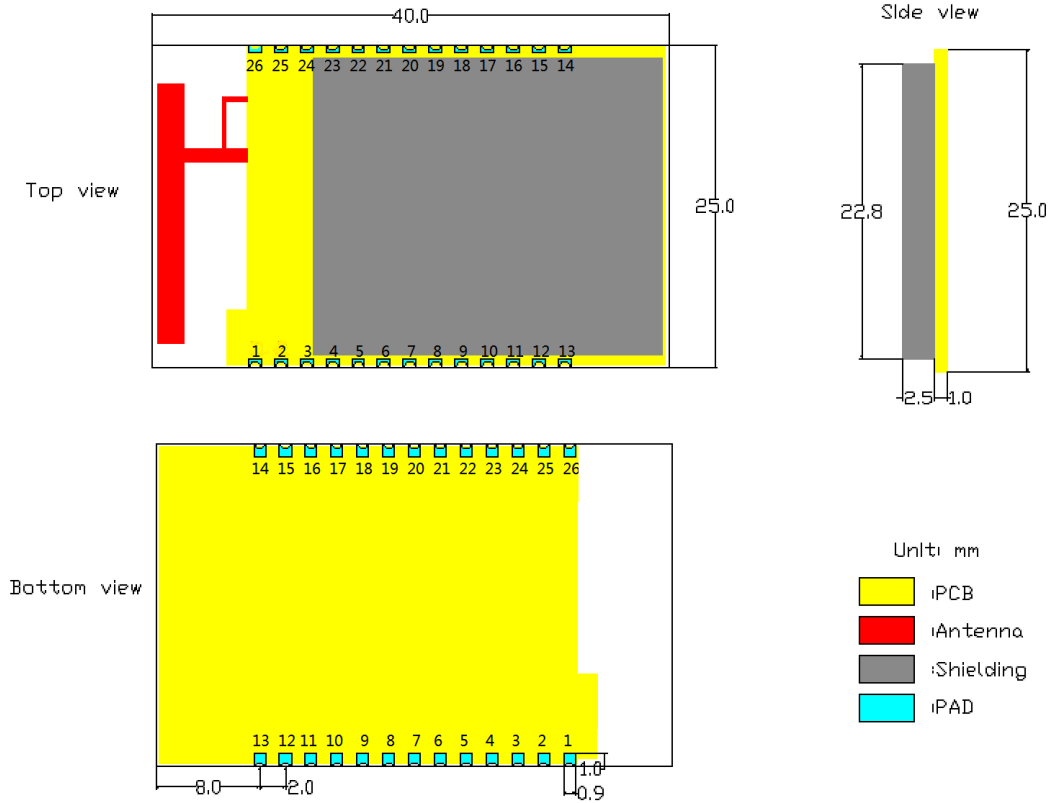 40.0
Side view
26 25 24 23 22 21 20 19 18 17 16 15 14
Top view
25.0
22.8
25.0
1 2 3 4 5 6 7 8 9 10 11 12 13
2.5
1.0
14 15 16 17 18 19 20 21 22 23 24 25 26
Bottom view
Unit: mm
:PCB
:Antenna
:Shielding
:PAD
13 12 11 10 9 8 7 6 5 4 3 2 1
1.0
8.0
2.0
0.9